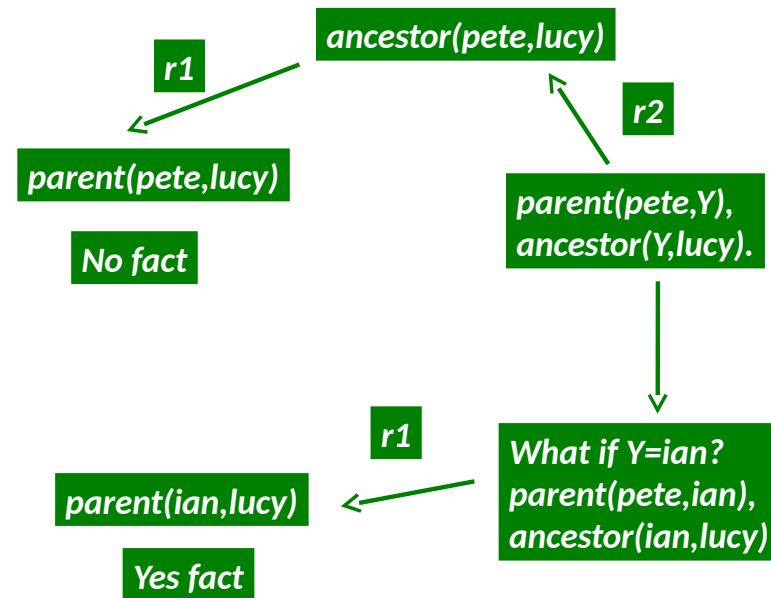 ancestor(pete,lucy)
r1
r2
parent(pete,lucy)
No fact
parent(pete,Y),
ancestor(Y,lucy).
What if Y=ian?
parent(pete,ian),
ancestor(ian,lucy)
r1
parent(ian,lucy)
Yes fact